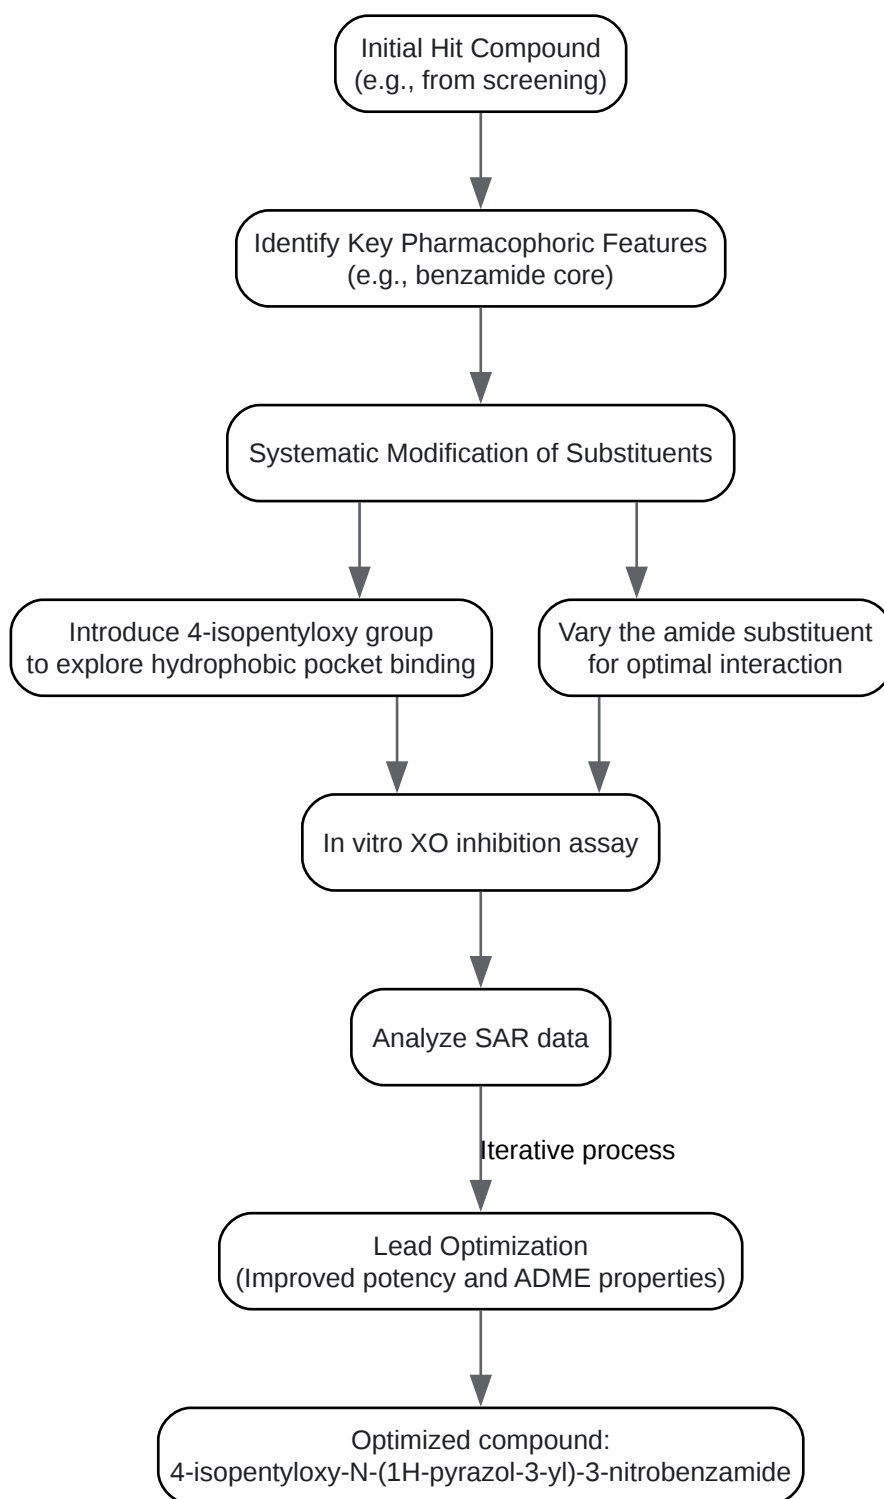 Initial Hit Compound
(e.g., from screening)
Identify Key Pharmacophoric Features
(e.g., benzamide core)
Systematic Modification of Substituents
Introduce 4-isopentyloxy group
to explore hydrophobic pocket binding
Vary the amide substituent
for optimal interaction
In vitro XO inhibition assay
Analyze SAR data
Iterative process
Lead Optimization
(Improved potency and ADME properties)
Optimized compound:
4-isopentyloxy-N-(1H-pyrazol-3-yl)-3-nitrobenzamide